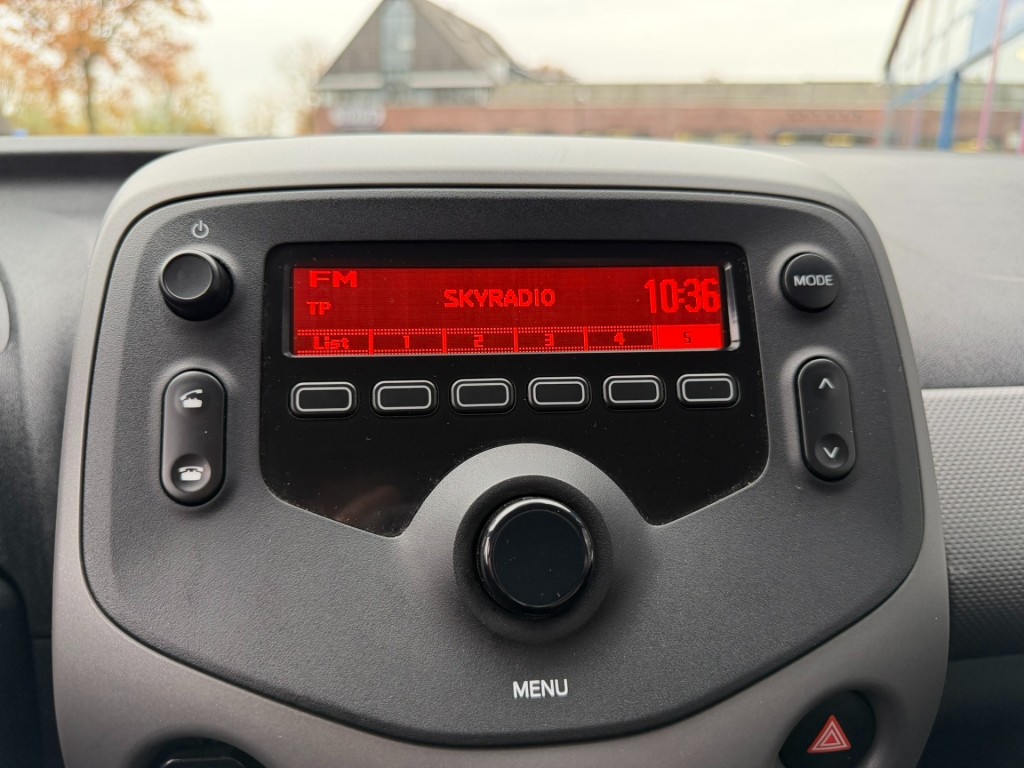 FM
TP
SKYRADIO
10:36
List 1 2 3 4 5
MODE
MENU